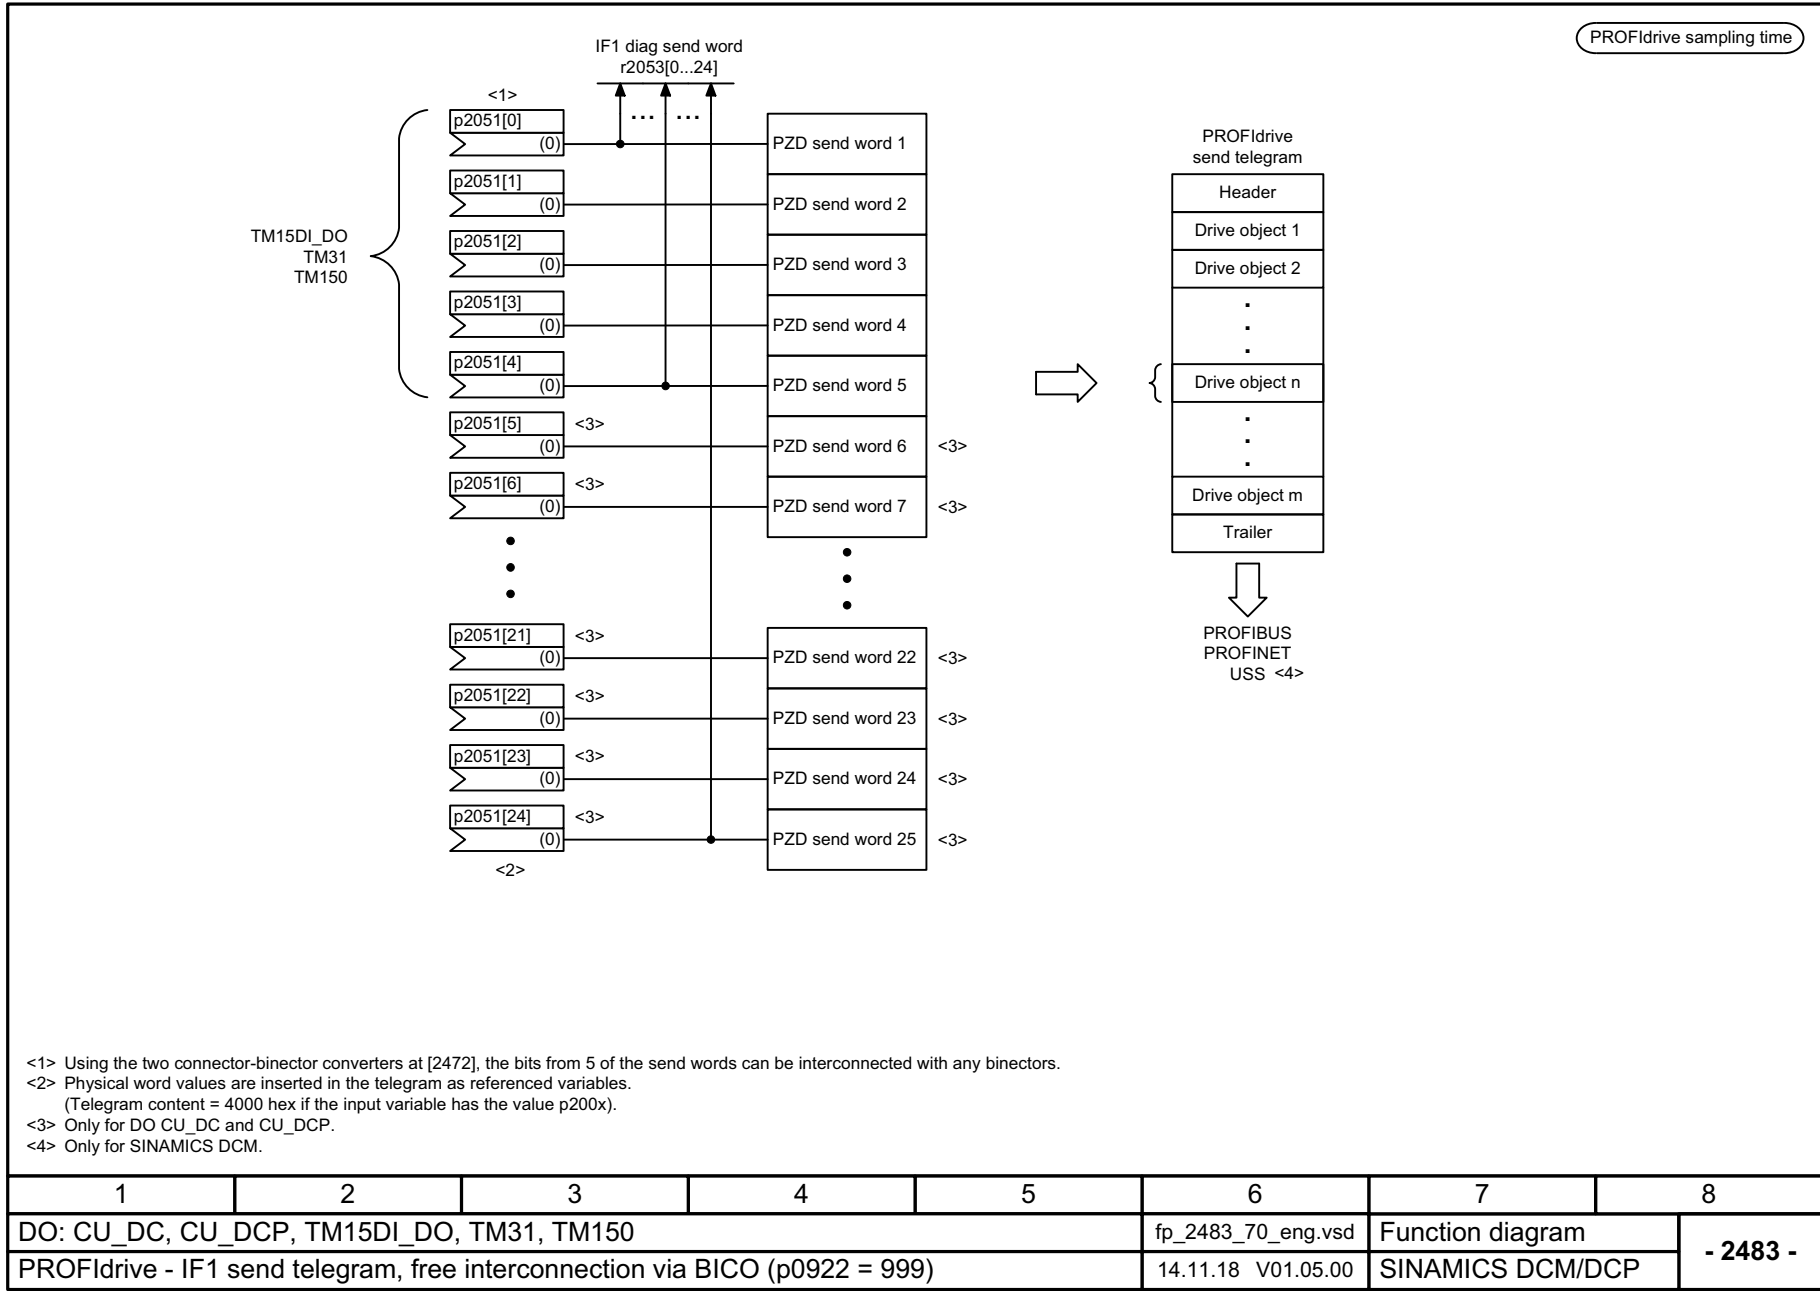 PROFIdrive sampling time
IF1 diag send word
r2053[0...24]
<1>
p2051[0]
(0)
PZD send word 1
p2051[1]
(0)
PZD send word 2
p2051[2]
(0)
PZD send word 3
p2051[3]
(0)
PZD send word 4
p2051[4]
(0)
PZD send word 5
TM15DI_DO
TM31
TM150
p2051[5] <3>
(0)
PZD send word 6 <3>
p2051[6] <3>
(0)
PZD send word 7 <3>
p2051[21] <3>
(0)
PZD send word 22 <3>
p2051[22] <3>
(0)
PZD send word 23 <3>
p2051[23] <3>
(0)
PZD send word 24 <3>
p2051[24] <3>
(0)
PZD send word 25 <3>
<2>
PROFIdrive
send telegram
Header
Drive object 1
Drive object 2
Drive object n
Drive object m
Trailer
PROFIBUS
PROFINET
USS <4>
<1> Using the two connector-binector converters at [2472], the bits from 5 of the send words can be interconnected with any binectors.
<2> Physical word values are inserted in the telegram as referenced variables.
(Telegram content = 4000 hex if the input variable has the value p200x).
<3> Only for DO CU_DC and CU_DCP.
<4> Only for SINAMICS DCM.
1 2 3 4 5 6 7 8
DO: CU_DC, CU_DCP, TM15DI_DO, TM31, TM150
fp_2483_70_eng.vsd
Function diagram
- 2483 -
PROFIdrive - IF1 send telegram, free interconnection via BICO (p0922 = 999)
14.11.18 V01.05.00
SINAMICS DCM/DCP